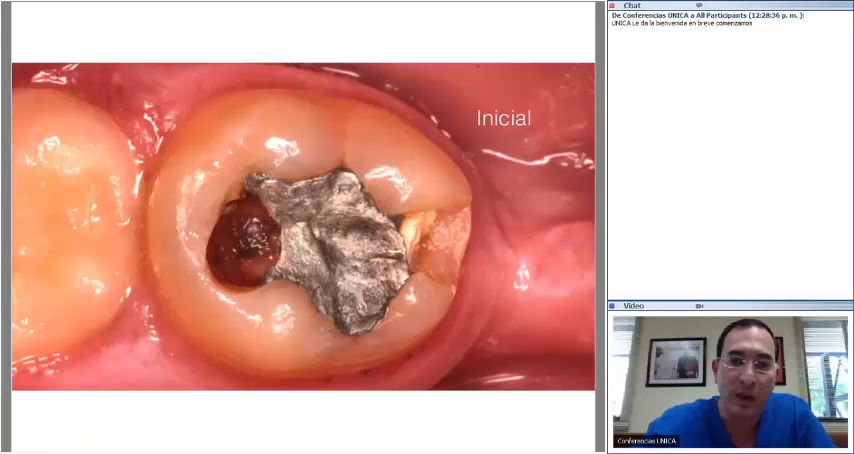 Inicial
Chat
De Conferencias UNICA a All Participants (12:28:36 p. m. ):
UNICA Le da la bienvenida en breve comenzamos
Video
Conferencias UNICA